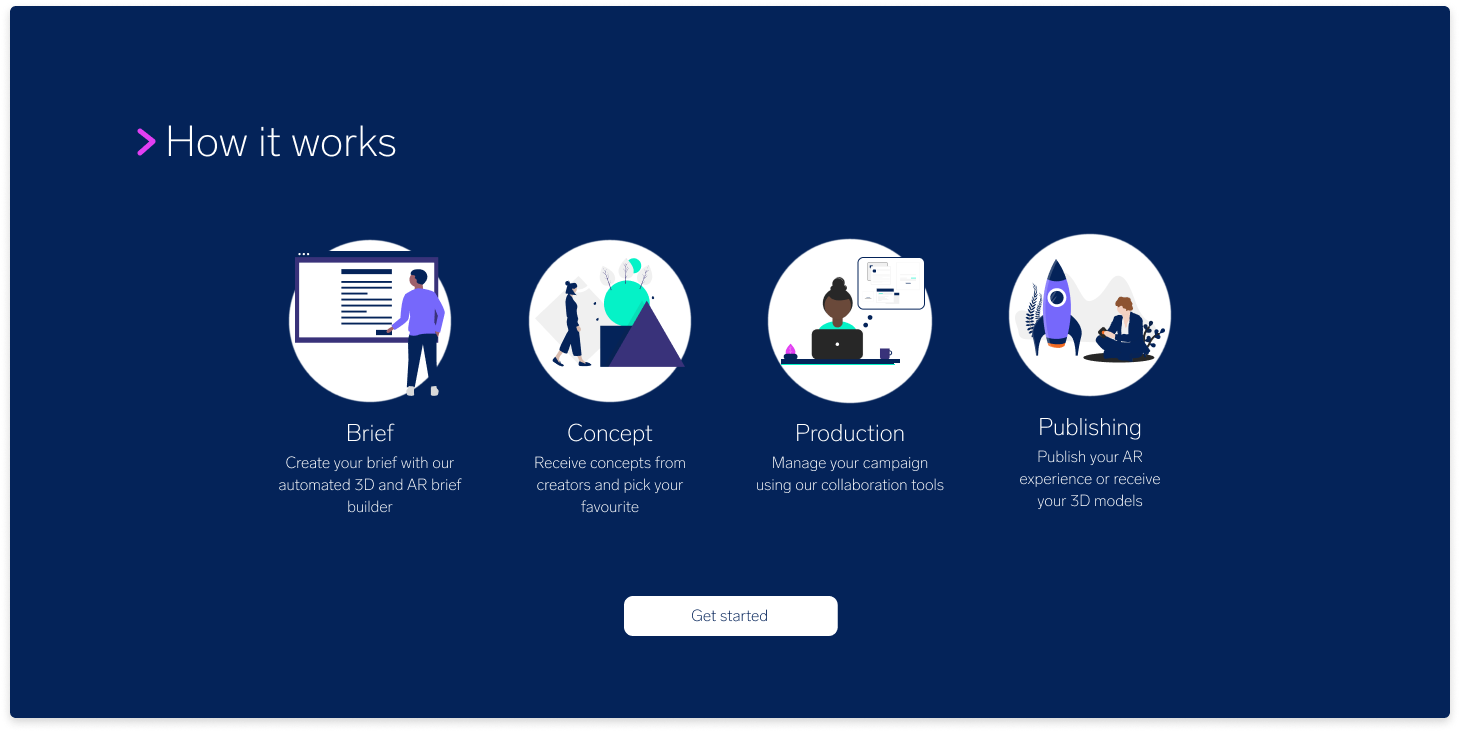 How it works
Brief
Create your brief with our
automated 3D and AR brief
builder
Concept
Receive concepts from
creators and pick your
favourite
Production
Manage your campaign
using our collaboration tools
Publishing
Publish your AR
experience or receive
your 3D models
Get started